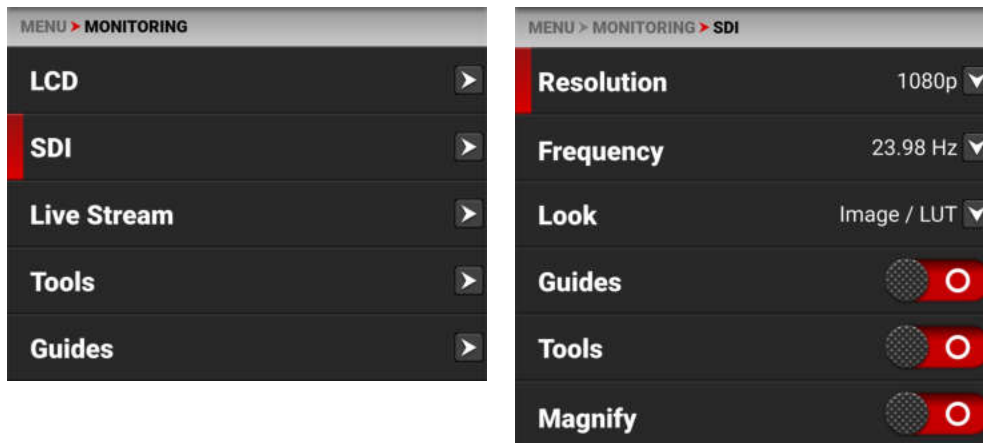 MENU > MONITORING
LCD
SDI
Live Stream
Tools
Guides
MENU > MONITORING > SDI
Resolution 1080p
Frequency 23.98 Hz
Look Image / LUT
Guides
Tools
Magnify